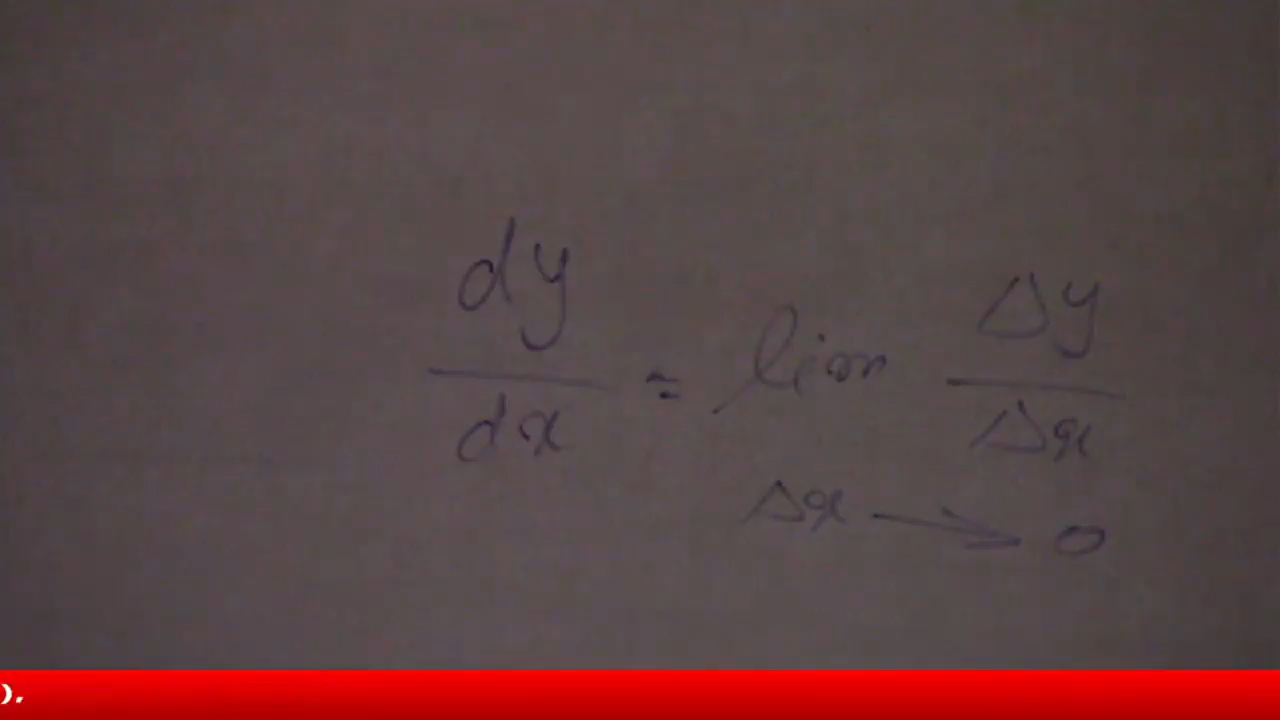 dy/dx = lim Δy/Δx
Δx → 0
).